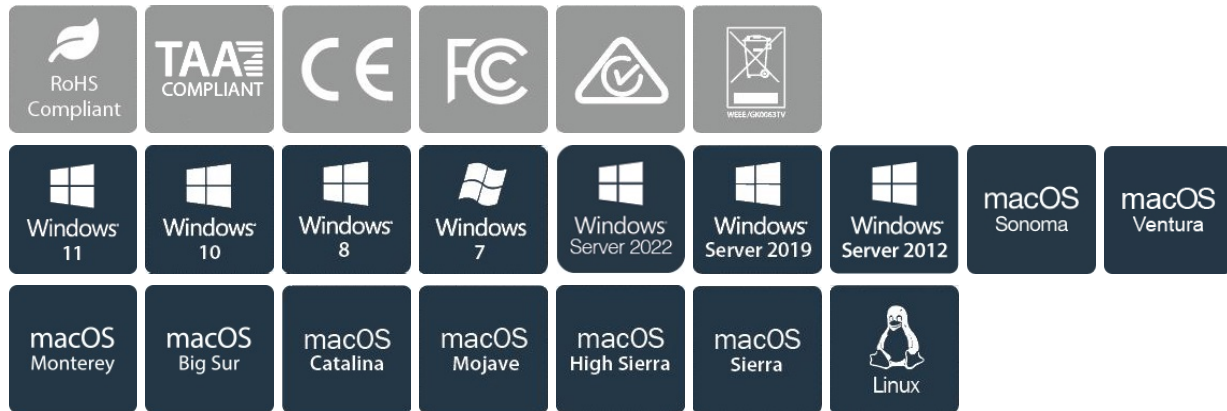 RoHS
Compliant
TAA
COMPLIANT
CE
FC
WEEE/GK0063TV
Windows
11
Windows
10
Windows
8
Windows
7
Windows
Server 2022
Windows
Server 2019
Windows
Server 2012
macOS
Sonoma
macOS
Ventura
macOS
Monterey
macOS
Big Sur
macOS
Catalina
macOS
Mojave
macOS
High Sierra
macOS
Sierra
Linux